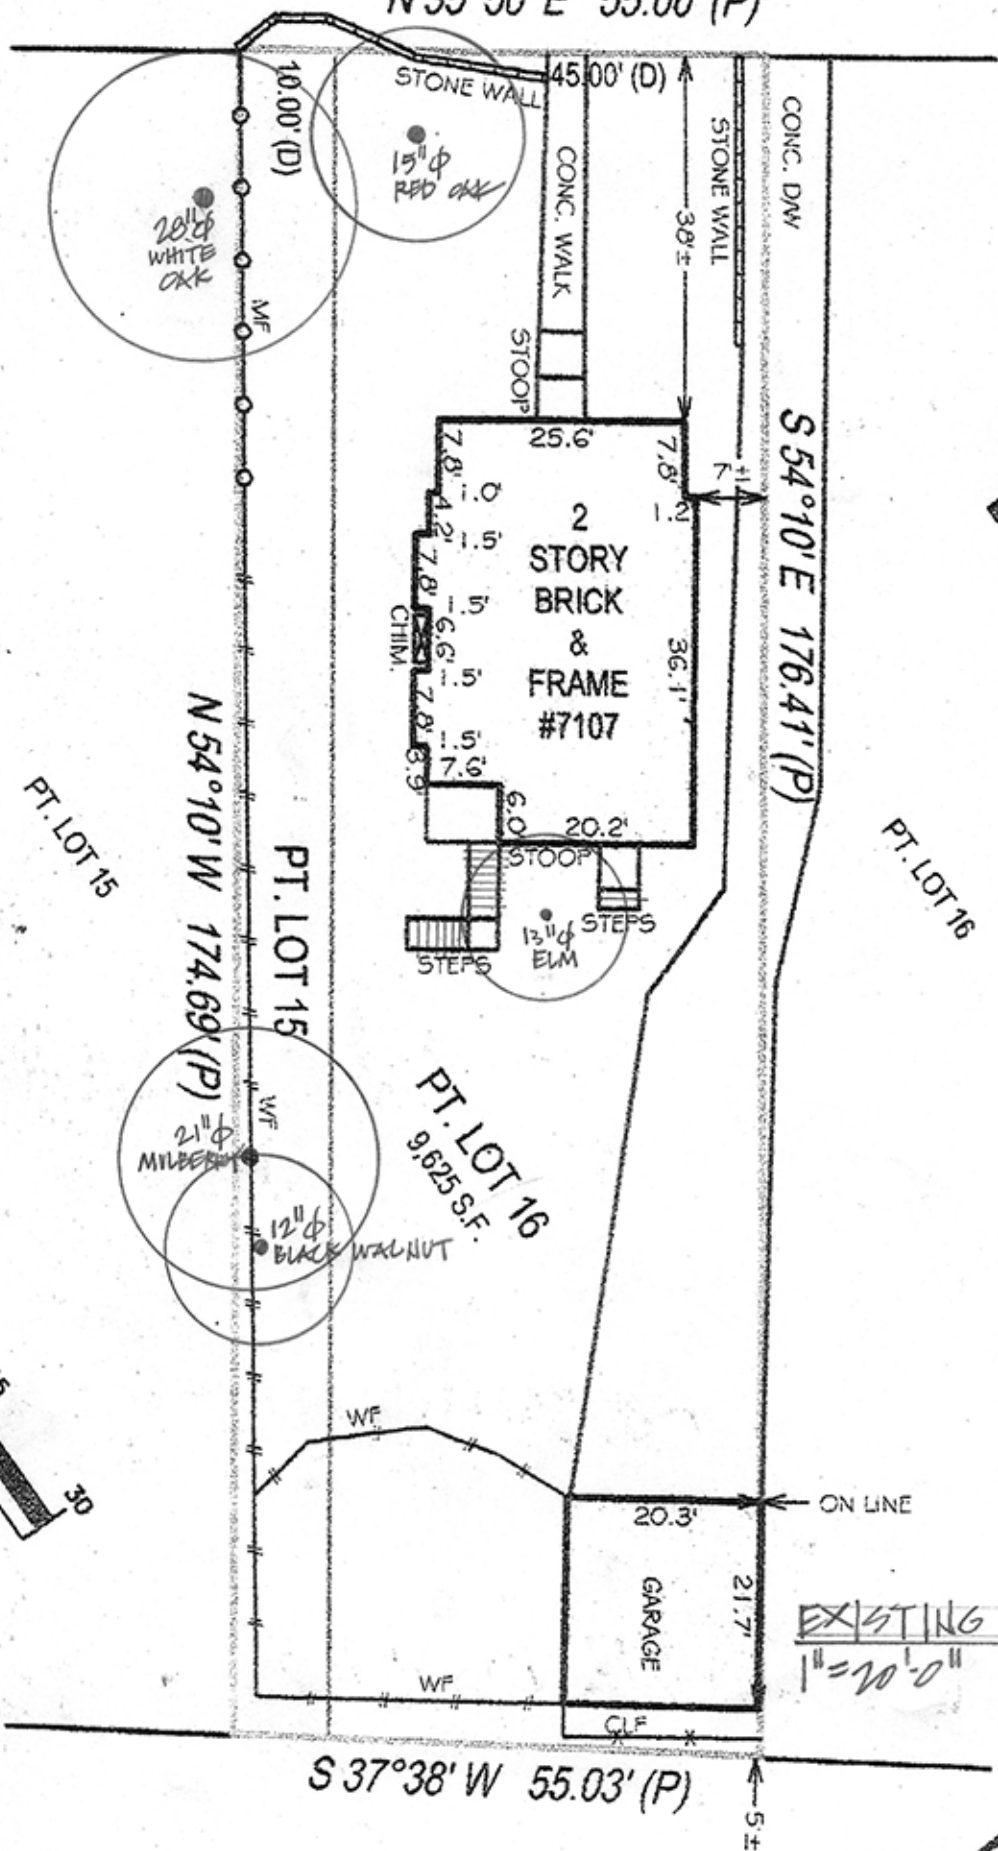 45.00' (D)
STONE WALL
10.00' (D)
15"ϕ
RED OAK
28"ϕ
WHITE
OAK
CONC. WALK
38'±
STONE WALL
CONC. D/W
MF
STOOP
25.6'
7.8'
7.8'
7'±
1.0'
1.2'
4.2'
1.5'
7.8'
1.5'
CHIM.
6.6'
1.5'
7.8'
1.5'
3.9'
7.6'
6.0'
20.2'
36.1'
2
STORY
BRICK
&
FRAME
#7107
S 54°10' E 176.41' (P)
N 54°10' W 174.69' (P)
PT. LOT 15
PT. LOT 15
PT. LOT 16
STOOP
STEPS
STEPS
13"ϕ
ELM
PT. LOT 16
9,625 S.F.
WF
21"ϕ
MULBERRY
12"ϕ
BLACK WALNUT
WF
30
20.3'
ON LINE
GARAGE
21.7'
EXISTING
1"=20'-0"
WF
CLF
S 37°38' W 55.03' (P)
5'±